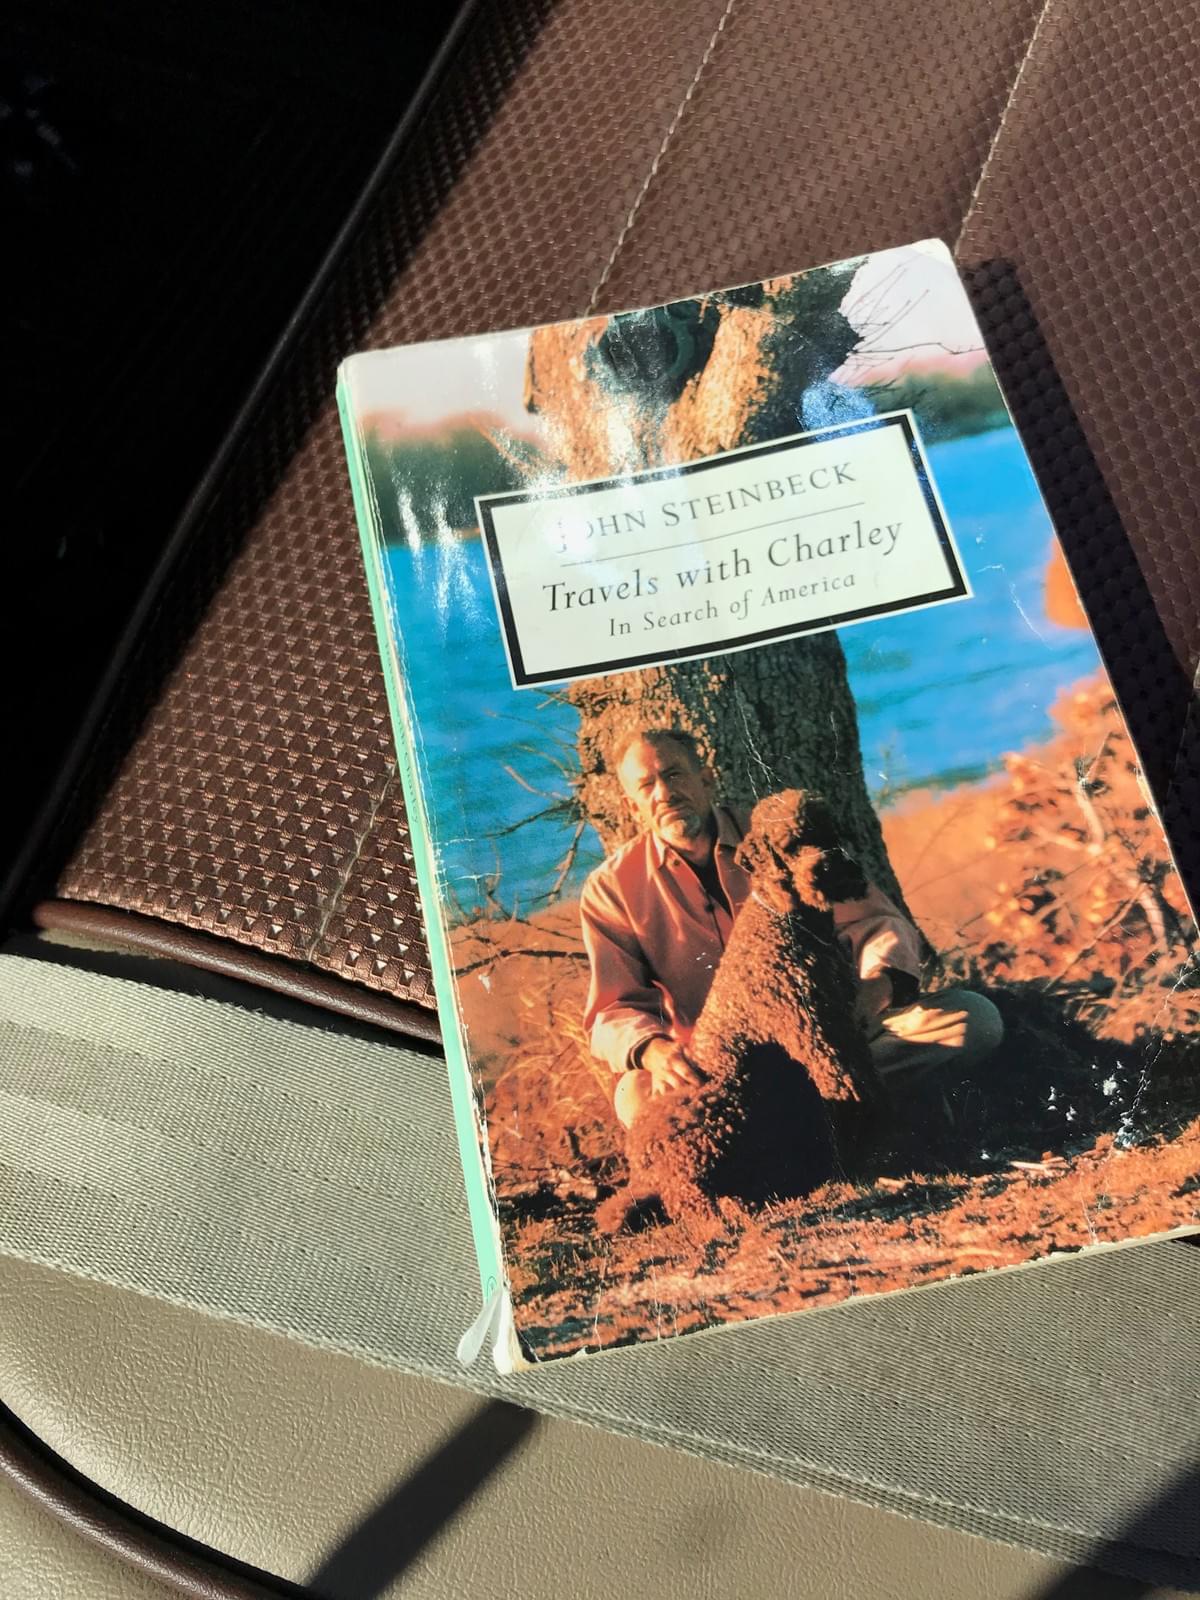 JOHN STEINBECK
Travels with Charley
In Search of America